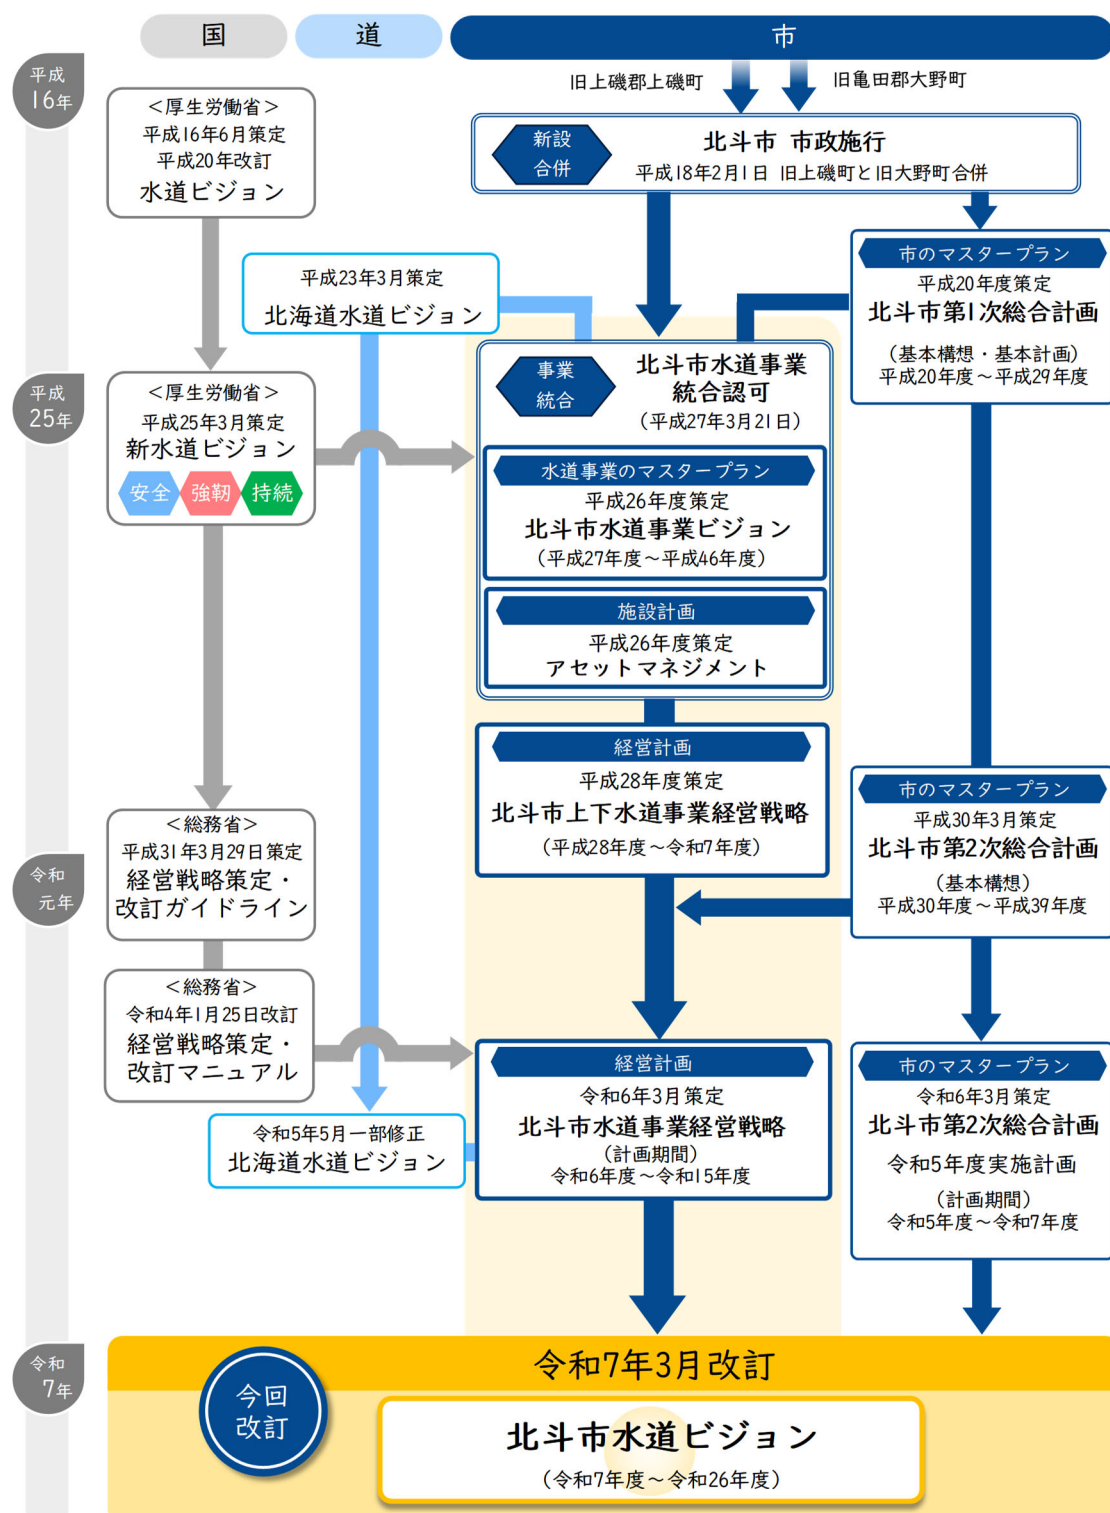 国
道
市
平成
16年
旧上磯郡上磯町
旧亀田郡大野町
<厚生労働省>
平成16年6月策定
平成20年改訂
水道ビジョン
新設
合併
北斗市 市政施行
平成18年2月1日 旧上磯町と旧大野町合併
市のマスタープラン
平成20年度策定
北斗市第1次総合計画
(基本構想・基本計画)
平成20年度～平成29年度
平成23年3月策定
北海道水道ビジョン
平成
25年
<厚生労働省>
平成25年3月策定
新水道ビジョン
安全
強靭
持続
事業
統合
北斗市水道事業
統合認可
(平成27年3月21日)
水道事業のマスタープラン
平成26年度策定
北斗市水道事業ビジョン
(平成27年度～平成46年度)
施設計画
平成26年度策定
アセットマネジメント
経営計画
平成28年度策定
北斗市上下水道事業経営戦略
(平成28年度～令和7年度)
市のマスタープラン
平成30年3月策定
北斗市第2次総合計画
(基本構想)
平成30年度～平成39年度
令和
元年
<総務省>
平成31年3月29日策定
経営戦略策定・
改訂ガイドライン
<総務省>
令和4年1月25日改訂
経営戦略策定・
改訂マニュアル
令和5年5月一部修正
北海道水道ビジョン
経営計画
令和6年3月策定
北斗市水道事業経営戦略
(計画期間)
令和6年度～令和15年度
市のマスタープラン
令和6年3月策定
北斗市第2次総合計画
令和5年度実施計画
(計画期間)
令和5年度～令和7年度
令和
7年
今回
改訂
令和7年3月改訂
北斗市水道ビジョン
(令和7年度～令和26年度)